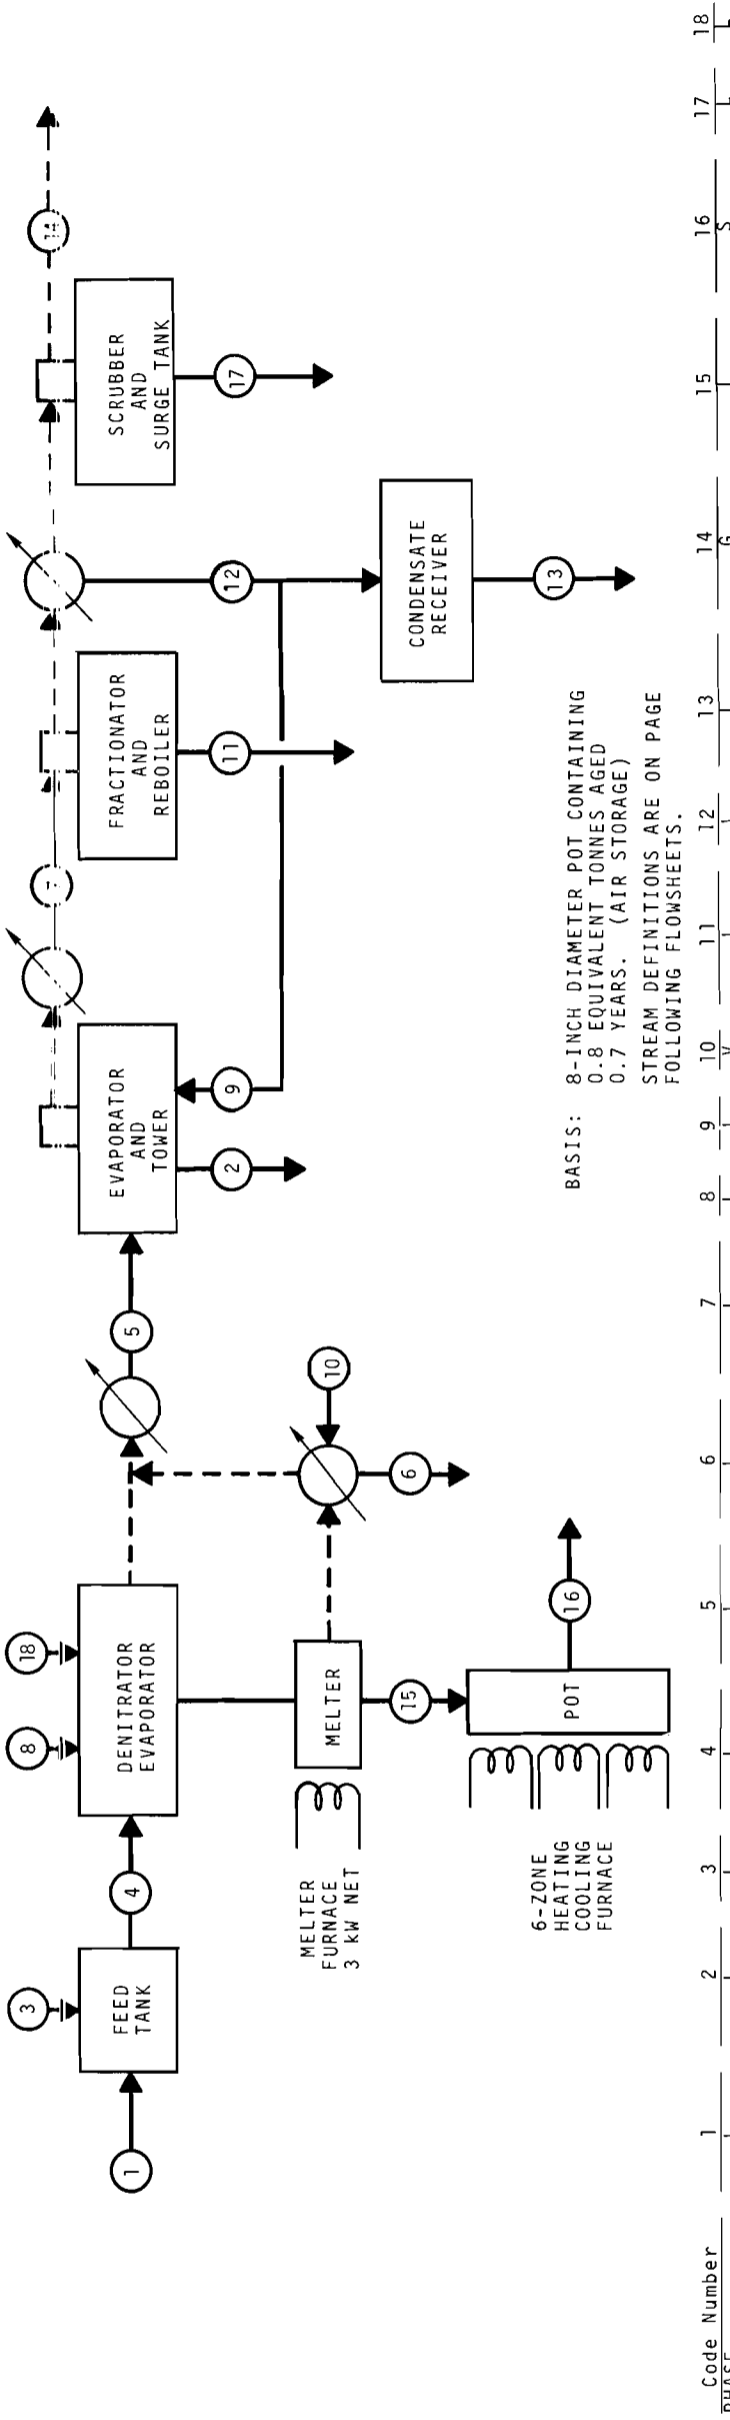 1
3
FEED
TANK
4
8
18
DENITRATOR
EVAPORATOR
5
EVAPORATOR
AND
TOWER
2
9
7
FRACTIONATOR
AND
REBOILER
11
12
CONDENSATE
RECEIVER
13
SCRUBBER
AND
SURGE TANK
17
14
MELTER
FURNACE
3 kW NET
MELTER
10
6
15
6-ZONE
HEATING
COOLING
FURNACE
POT
16
BASIS: 8-INCH DIAMETER POT CONTAINING
0.8 EQUIVALENT TONNES AGED
0.7 YEARS. (AIR STORAGE)
STREAM DEFINITIONS ARE ON PAGE
FOLLOWING FLOWSHEETS.
Code Number 1 2 3 4 5 6 7 8 9 10 11 12 13 14 15 16 17 18
PHASE